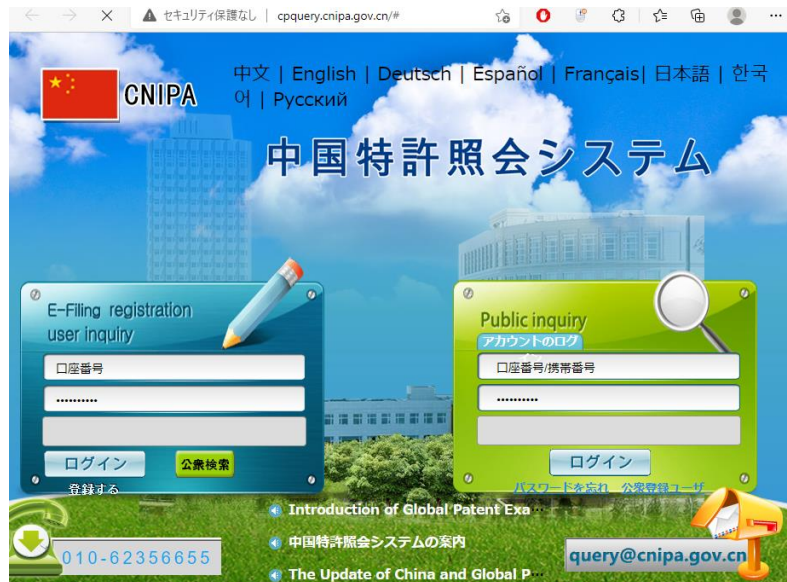 セキュリティ保護なし | cpquery.cnipa.gov.cn/#
CNIPA
中文 | English | Deutsch | Español | Français| 日本語 | 한국
어 | Русский
中国特許照会システム
E-Filing registration
user inquiry
口座番号
••••••••••
ログイン
公衆検索
登録する
Public inquiry
アカウントのログ
口座番号/携帯番号
••••••••••
ログイン
パスワードを忘れ 公衆登録ユーザ
Introduction of Global Patent Exa…
中国特許照会システムの案内
The Update of China and Global P…
010-62356655
query@cnipa.gov.cn